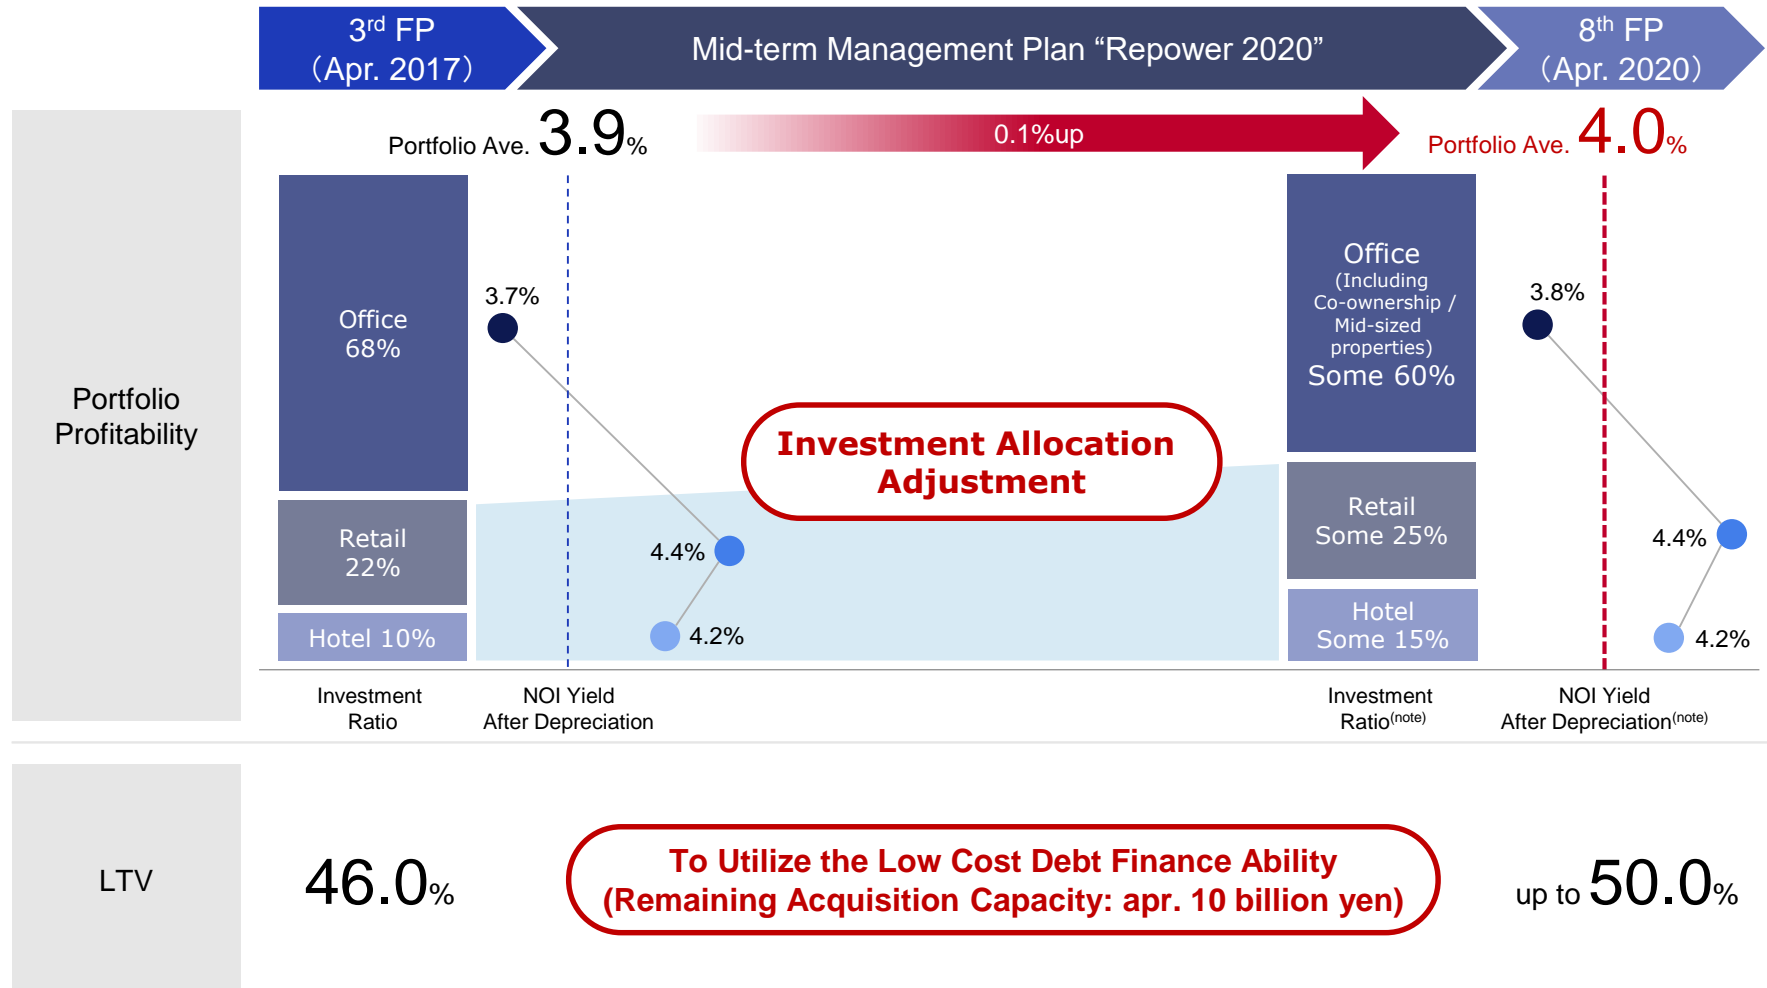 3rd FP
（Apr. 2017）
Mid-term Management Plan “Repower 2020”
8th FP
（Apr. 2020）
Portfolio Ave. 3.9%
0.1%up
Portfolio Ave. 4.0%
Portfolio
Profitability
Office
68%
Retail
22%
Hotel 10%
3.7%
4.4%
4.2%
Investment Allocation
Adjustment
Office
(Including
Co-ownership /
Mid-sized
properties)
Some 60%
Retail
Some 25%
Hotel
Some 15%
3.8%
4.4%
4.2%
Investment
Ratio
NOI Yield
After Depreciation
Investment
Ratio(note)
NOI Yield
After Depreciation(note)
LTV
46.0%
To Utilize the Low Cost Debt Finance Ability
(Remaining Acquisition Capacity: apr. 10 billion yen)
up to 50.0%